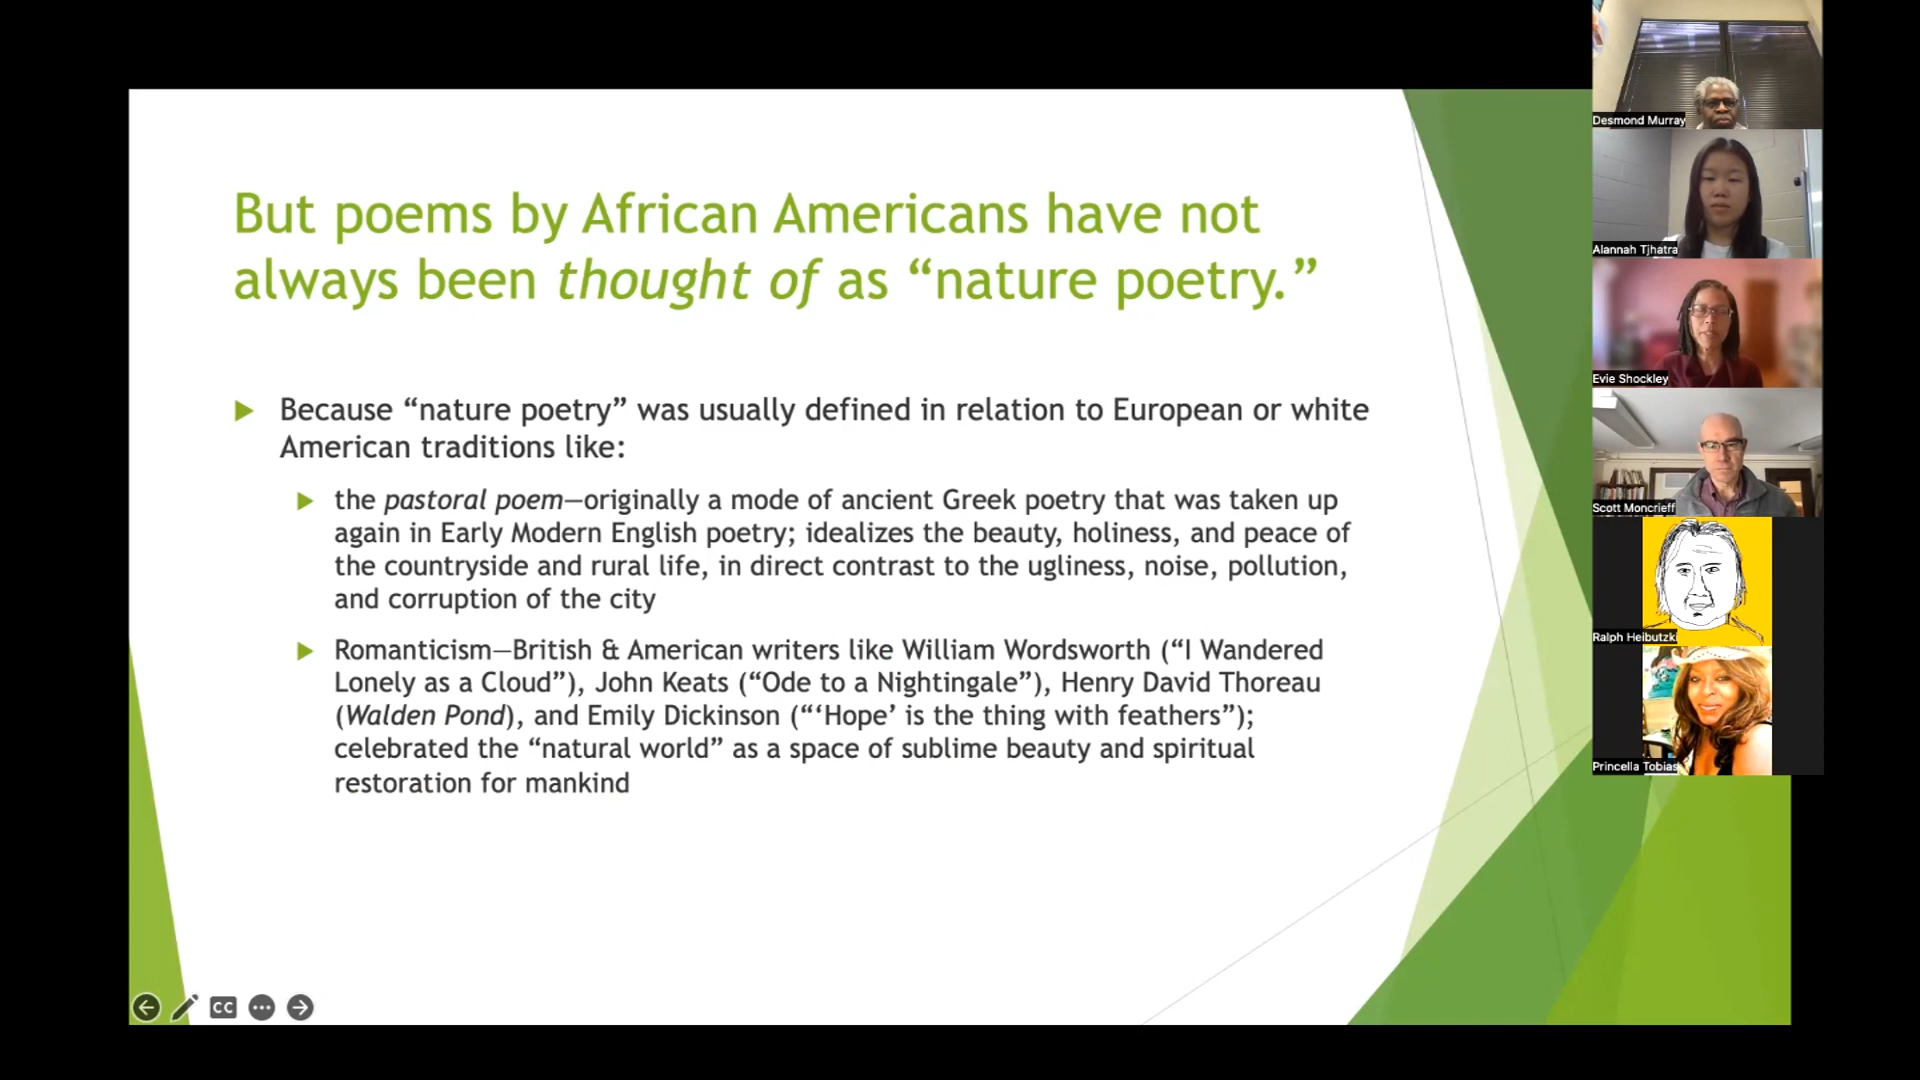 But poems by African Americans have not
always been thought of as “nature poetry.”
Because “nature poetry” was usually defined in relation to European or white
American traditions like:
the pastoral poem—originally a mode of ancient Greek poetry that was taken up
again in Early Modern English poetry; idealizes the beauty, holiness, and peace of
the countryside and rural life, in direct contrast to the ugliness, noise, pollution,
and corruption of the city
Romanticism—British & American writers like William Wordsworth (“I Wandered
Lonely as a Cloud”), John Keats (“Ode to a Nightingale”), Henry David Thoreau
(Walden Pond), and Emily Dickinson (“‘Hope’ is the thing with feathers”);
celebrated the “natural world” as a space of sublime beauty and spiritual
restoration for mankind
CC
Desmond Murray
Alannah Tjhatra
Evie Shockley
Scott Moncrieff
Ralph Heibutzki
Princella Tobias